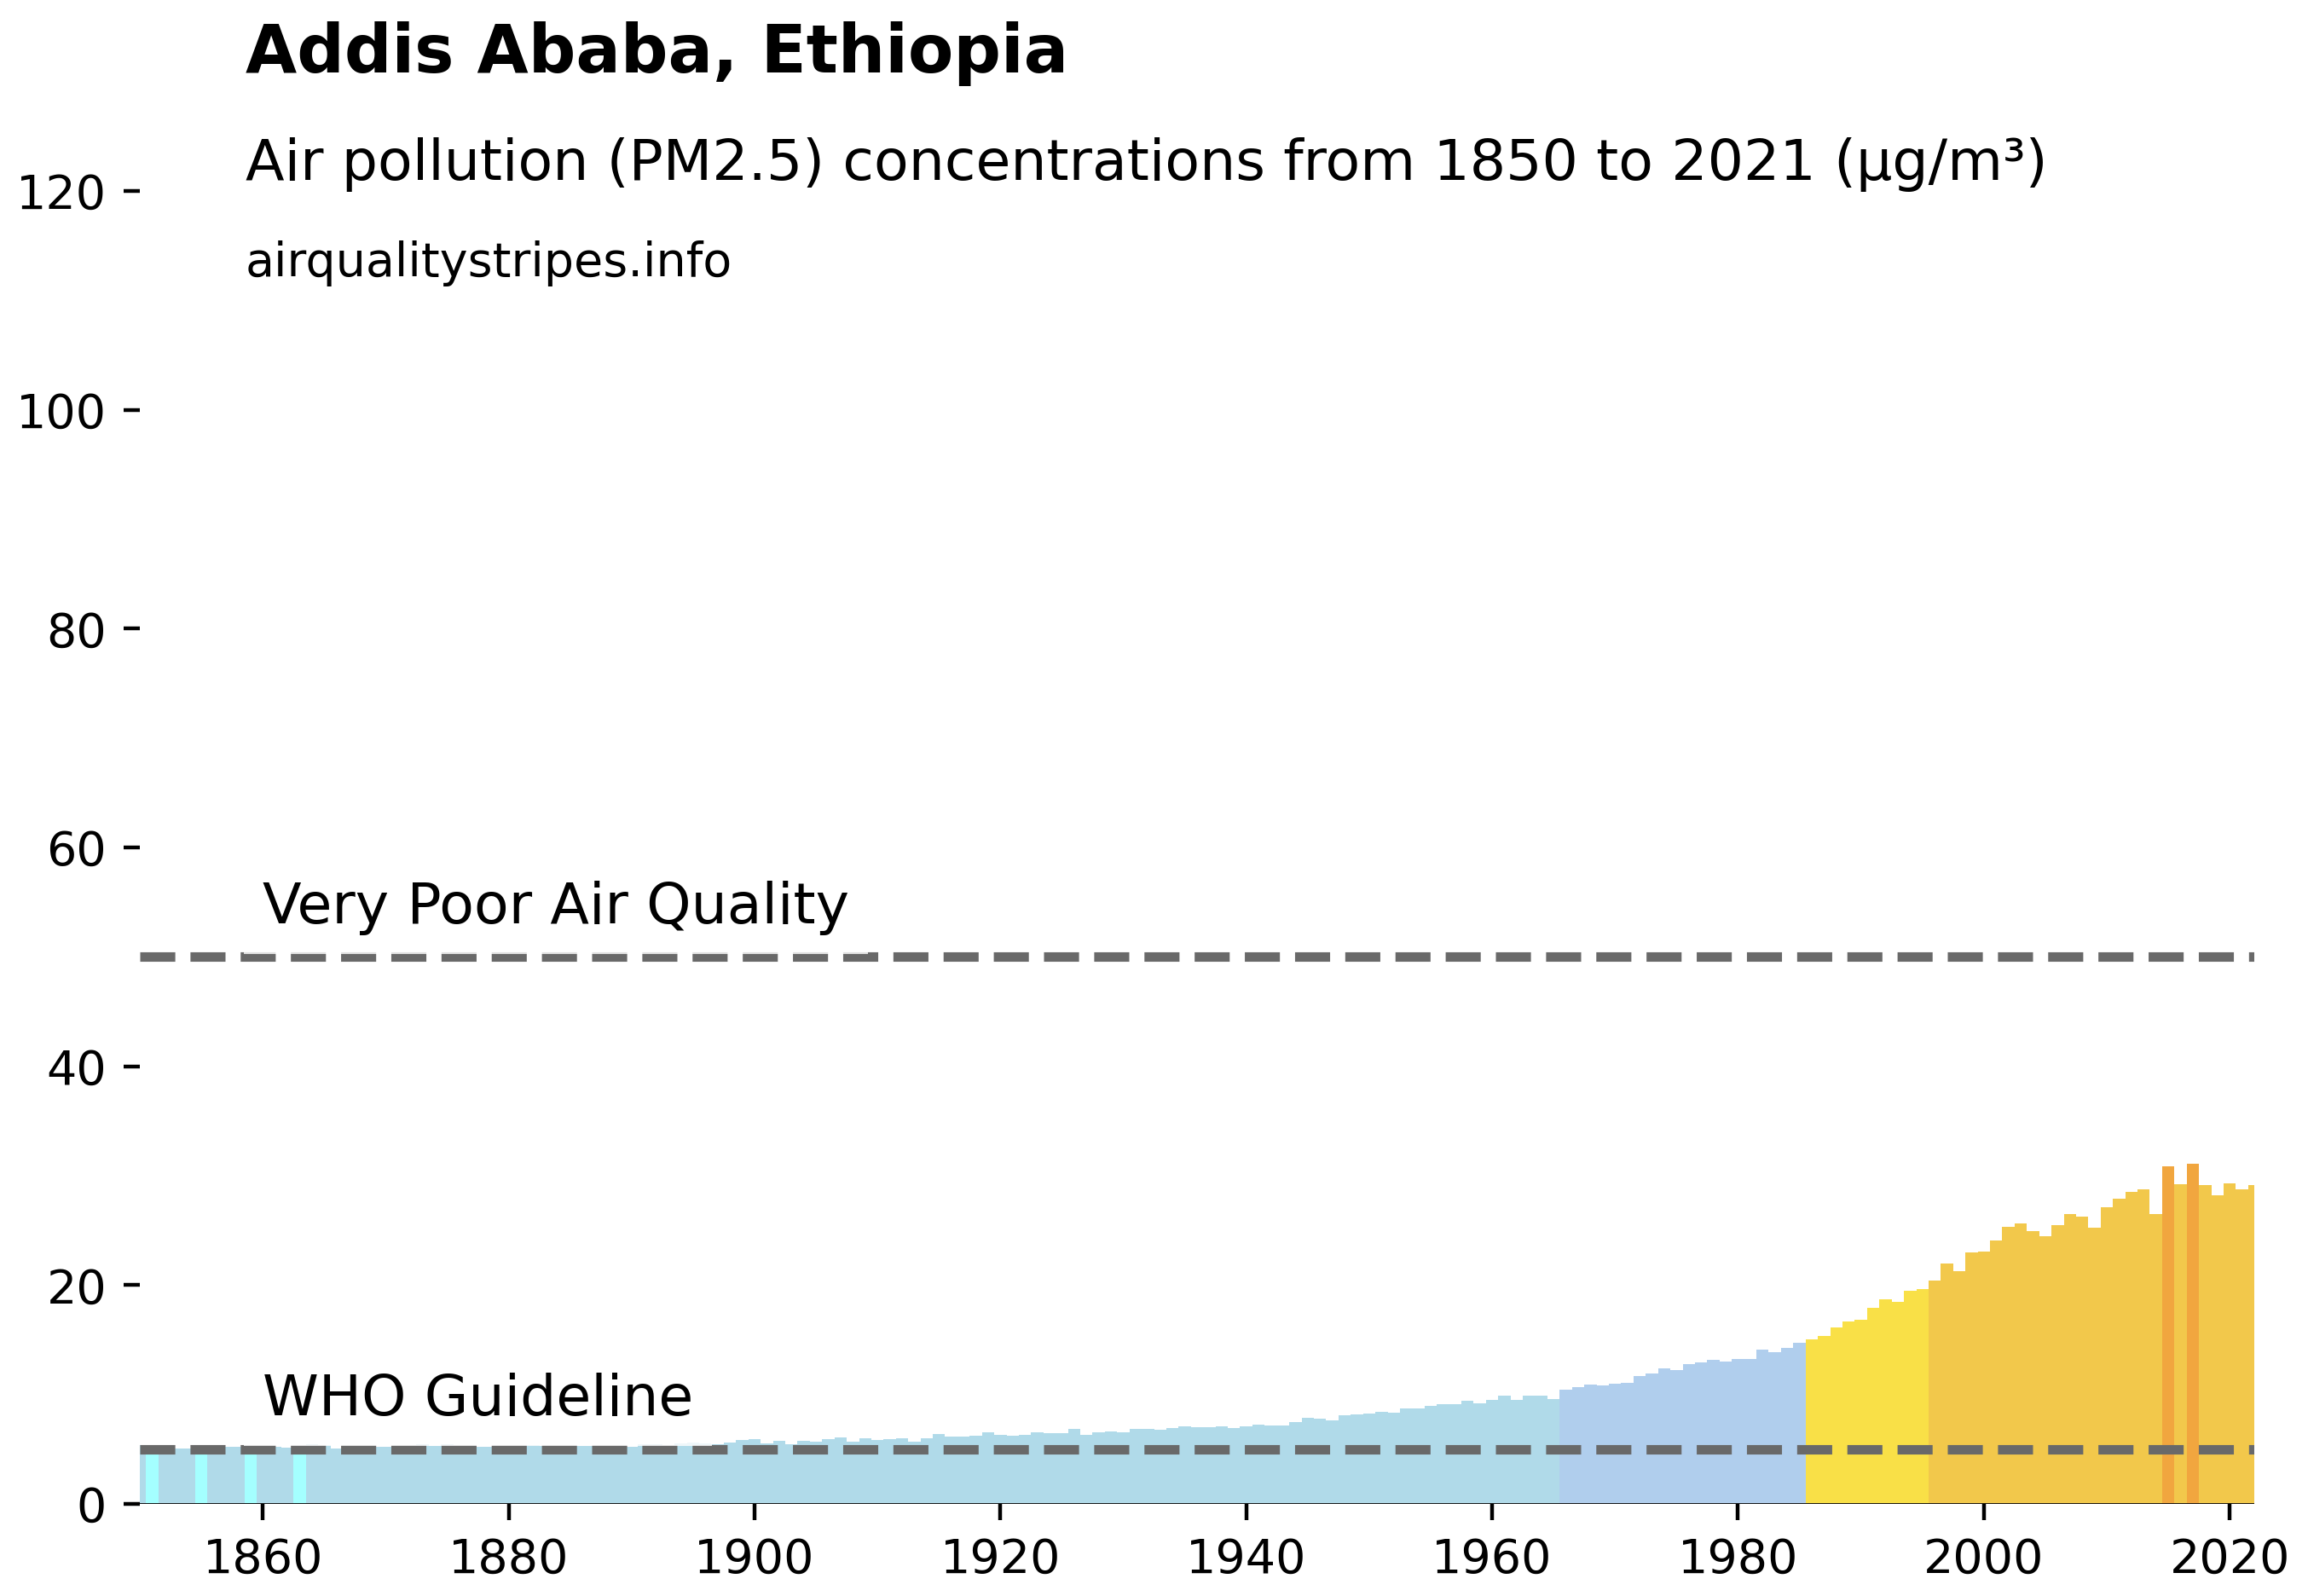 Addis Ababa, Ethiopia
Air pollution (PM2.5) concentrations from 1850 to 2021 (µg/m³)
120
airqualitystripes.info
100
80
60
Very Poor Air Quality
40
20
WHO Guideline
0
1860 1880 1900 1920 1940 1960 1980 2000 2020